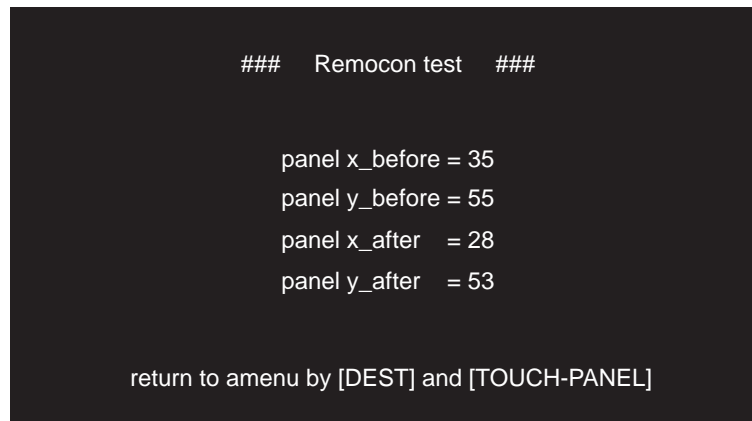 ### Remocon test ###
panel x_before = 35
panel y_before = 55
panel x_after = 28
panel y_after = 53
return to amenu by [DEST] and [TOUCH-PANEL]